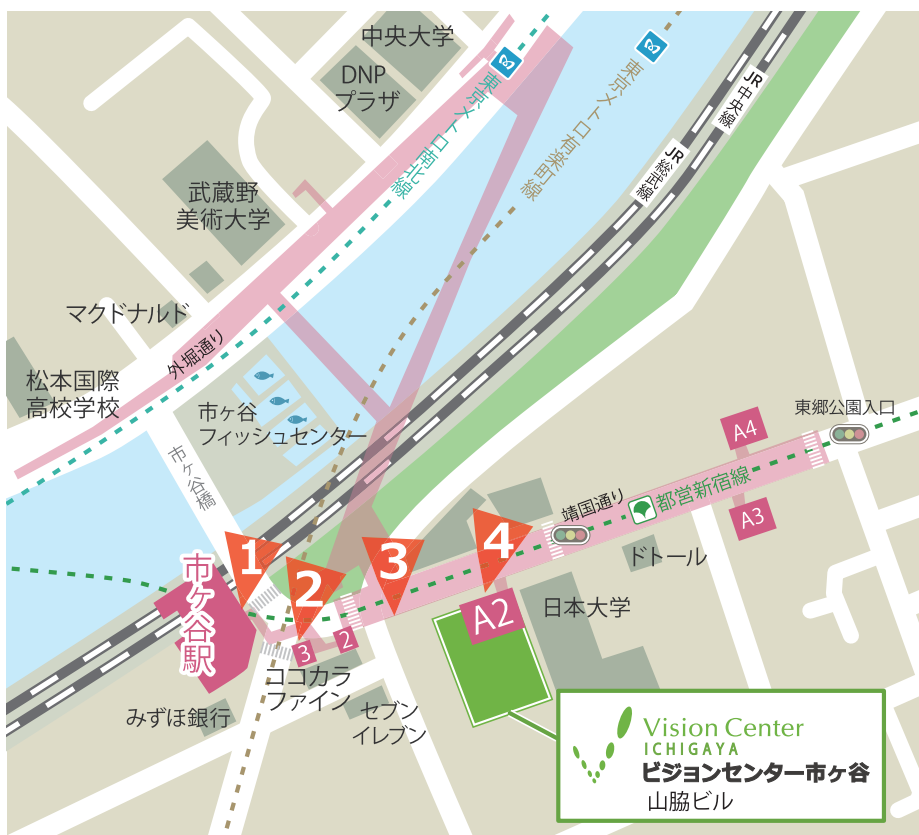 中央大学
DNP
プラザ
東京メトロ南北線
東京メトロ有楽町線
JR中央線
JR総武線
武蔵野
美術大学
マクドナルド
外堀通り
松本国際
高校学校
市ヶ谷
フィッシュセンター
市ヶ谷橋
東郷公園入口
A4
A3
靖国通り
都営新宿線
ドトール
1
2
3
4
A2
日本大学
市ヶ谷駅
3
2
ココカラ
ファイン
みずほ銀行
セブン
イレブン
Vision Center
ICHIGAYA
ビジョンセンター市ヶ谷
山脇ビル